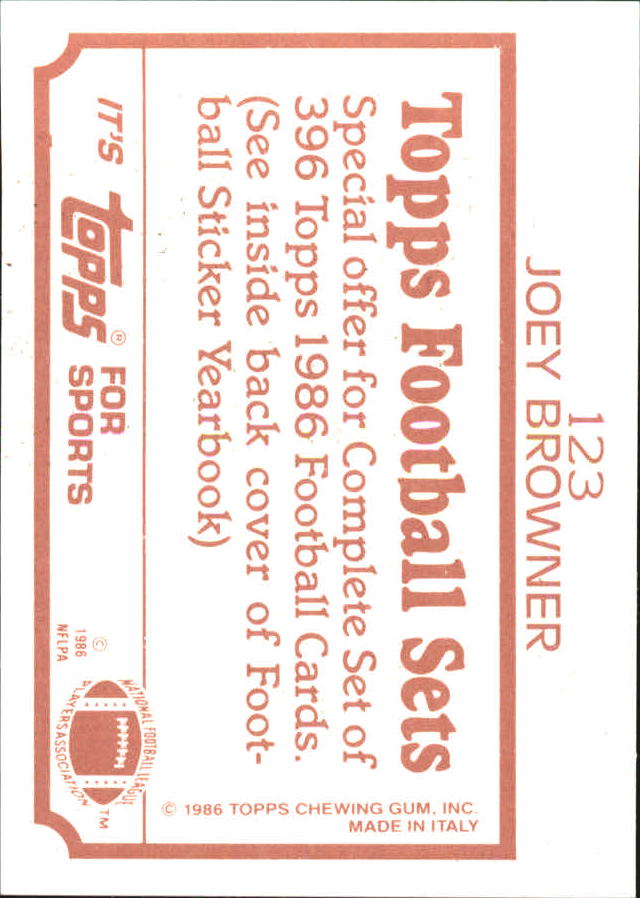 123
JOEY BROWNER
Topps Football Sets
Special offer for Complete Set of
396 Topps 1986 Football Cards.
(See inside back cover of Foot-
ball Sticker Yearbook)
© 1986 TOPPS CHEWING GUM, INC.
MADE IN ITALY
IT'S topps® FOR
SPORTS
© 1986
NFLPA
NATIONAL FOOTBALL LEAGUE
PLAYERS ASSOCIATION
TM